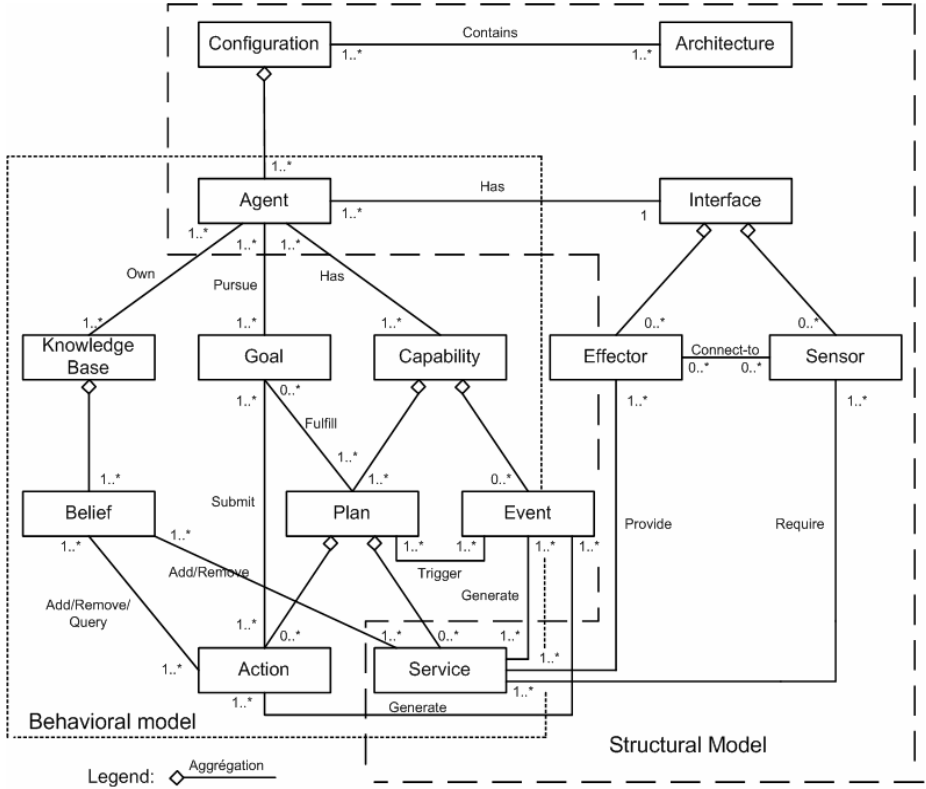 Configuration
Contains
Architecture
1..*
1..*
1..*
Agent
Has
Interface
1..*
1
1..*
1..*
1..*
Own
Pursue
Has
1..*
1..*
1..*
0..*
0..*
Knowledge
Base
Goal
Capability
Effector
Connect-to
Sensor
0..*
0..*
1..*
0..*
1..*
1..*
Fulfill
1..*
1..*
1..*
0..*
Belief
Submit
Plan
Event
Provide
Require
1..*
1..*
1..*
1..*
1..*
1..*
Add/Remove
Trigger
Generate
Add/Remove/
Query
1..*
0..*
1..*
0..*
1..*
1..*
1..*
Action
Service
1..*
1..*
Generate
Behavioral model
Structural Model
Legend:
Aggrégation